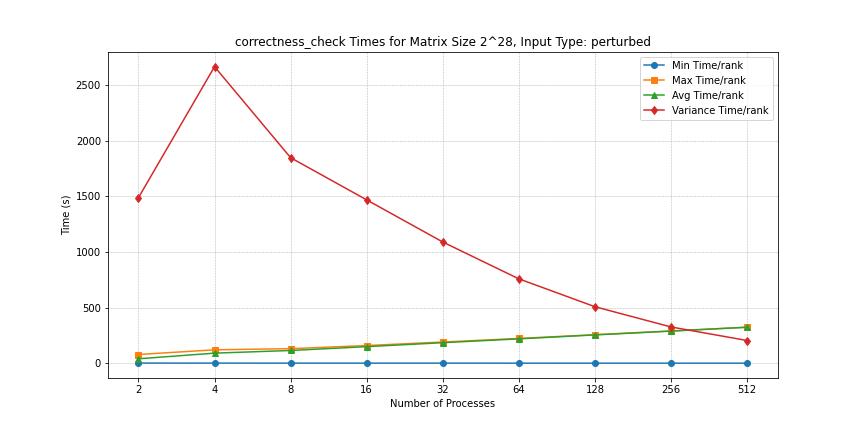 correctness_check Times for Matrix Size 2^28, Input Type: perturbed
Min Time/rank
Max Time/rank
Avg Time/rank
Variance Time/rank
Time (s)
2500
2000
1500
1000
500
0
2 4 8 16 32 64 128 256 512
Number of Processes